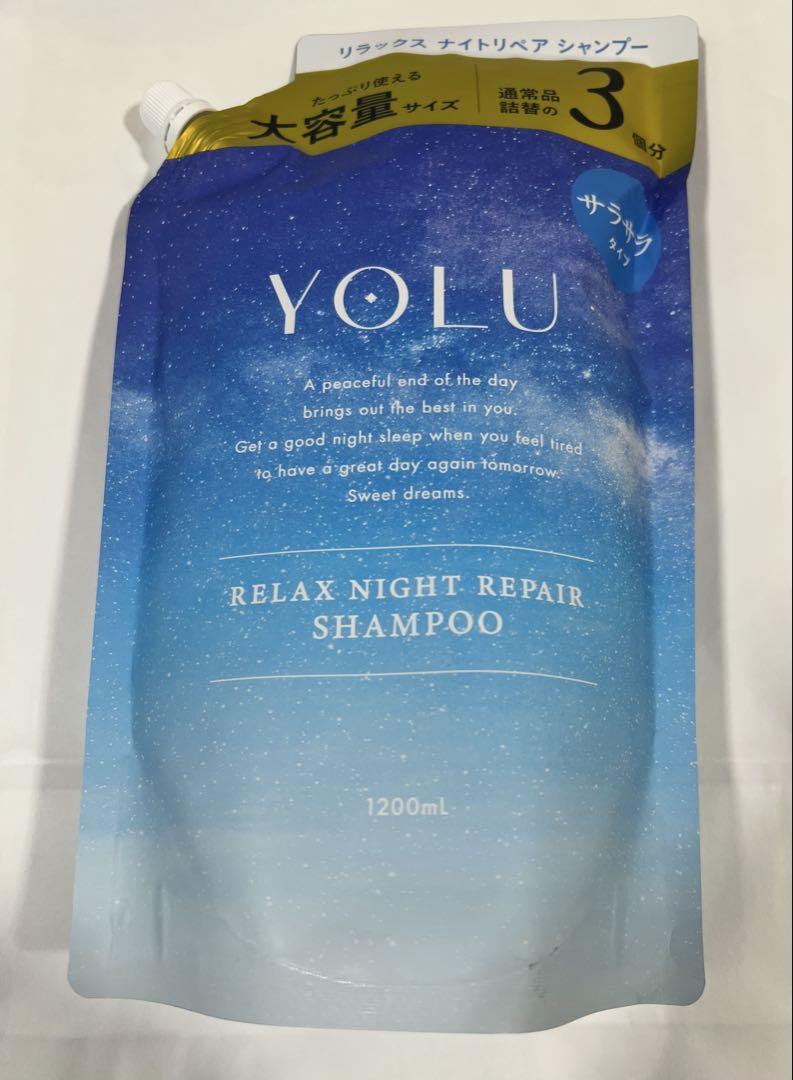 リラックス ナイトリペア シャンプー
たっぷり使える
大容量サイズ
通常品
詰替の
3
個分
サラサラ
タイプ
YOLU
A peaceful end of the day
brings out the best in you.
Get a good night sleep when you feel tired
to have a great day again tomorrow.
Sweet dreams.
RELAX NIGHT REPAIR
SHAMPOO
1200mL